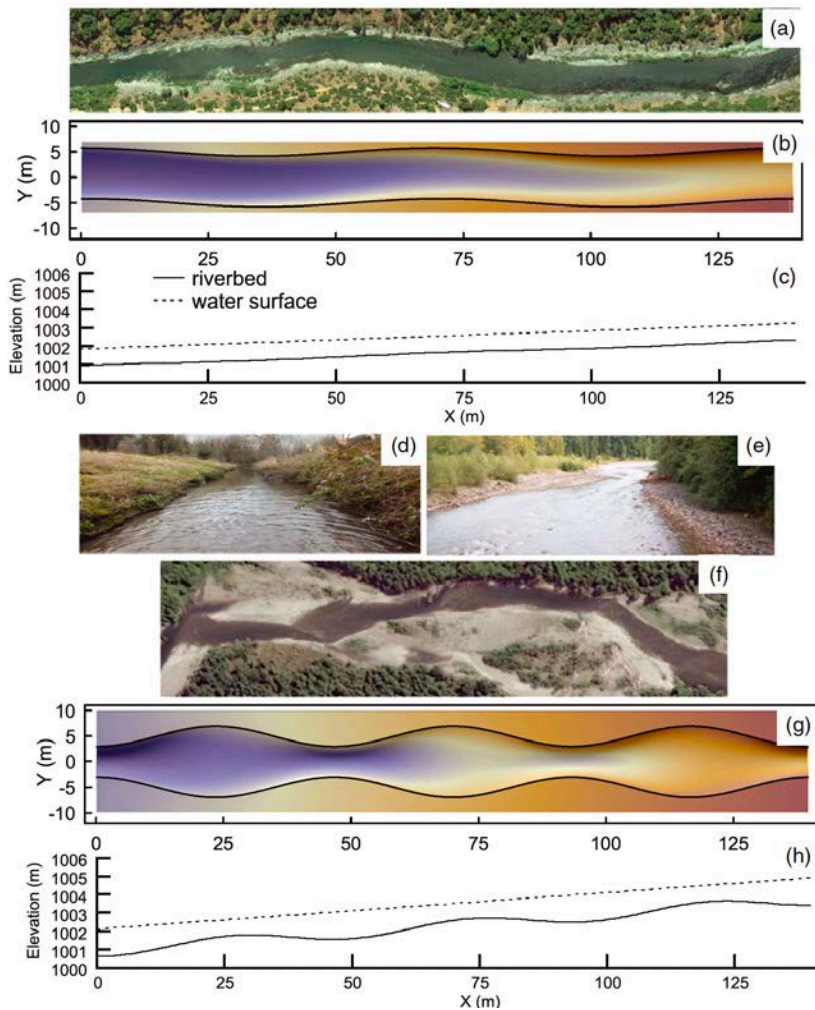 (a)
10
5
0
-5
-10
Y (m)
(b)
0 25 50 75 100 125
1006
1005
1004
1003
1002
1001
1000
Elevation (m)
riverbed
water surface
(c)
0 25 50 75 100 125
X (m)
(d)
(e)
(f)
10
5
0
-5
-10
Y (m)
(g)
0 25 50 75 100 125
1006
1005
1004
1003
1002
1001
1000
Elevation (m)
(h)
0 25 50 75 100 125
X (m)